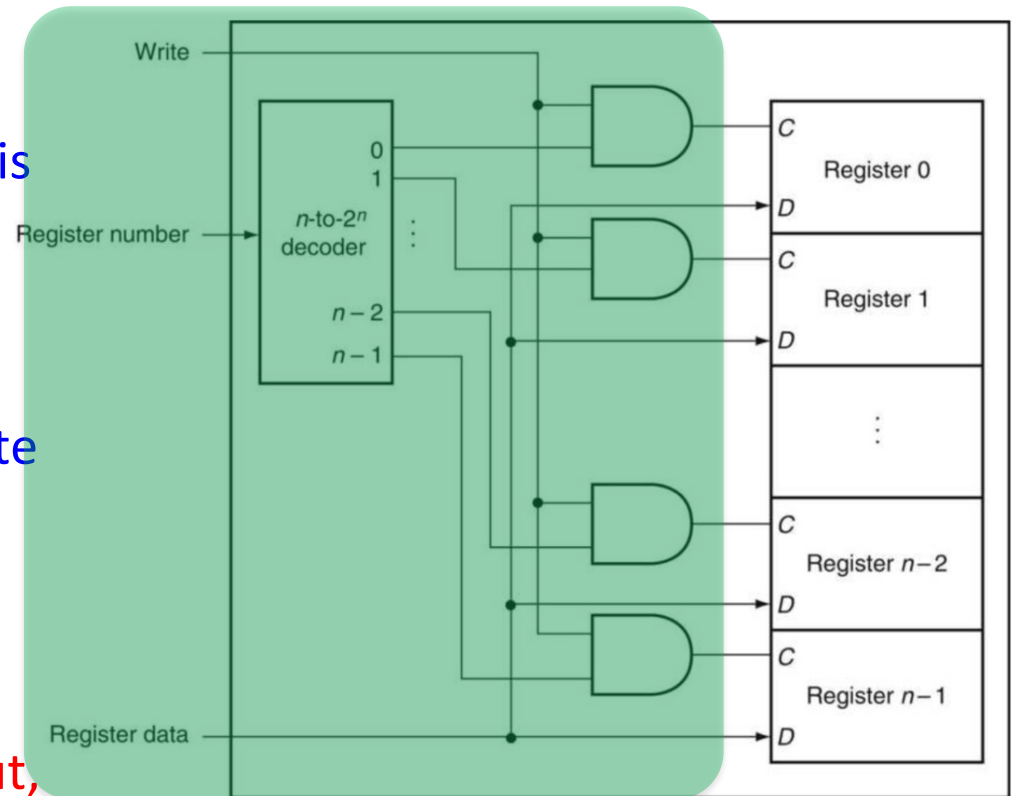 Write
is
Register number
te
Register data
ut,
n-to-2ⁿ
decoder
0
1
⋮
n – 2
n – 1
C
Register 0
D
C
Register 1
D
⋮
C
Register n – 2
D
C
Register n – 1
D